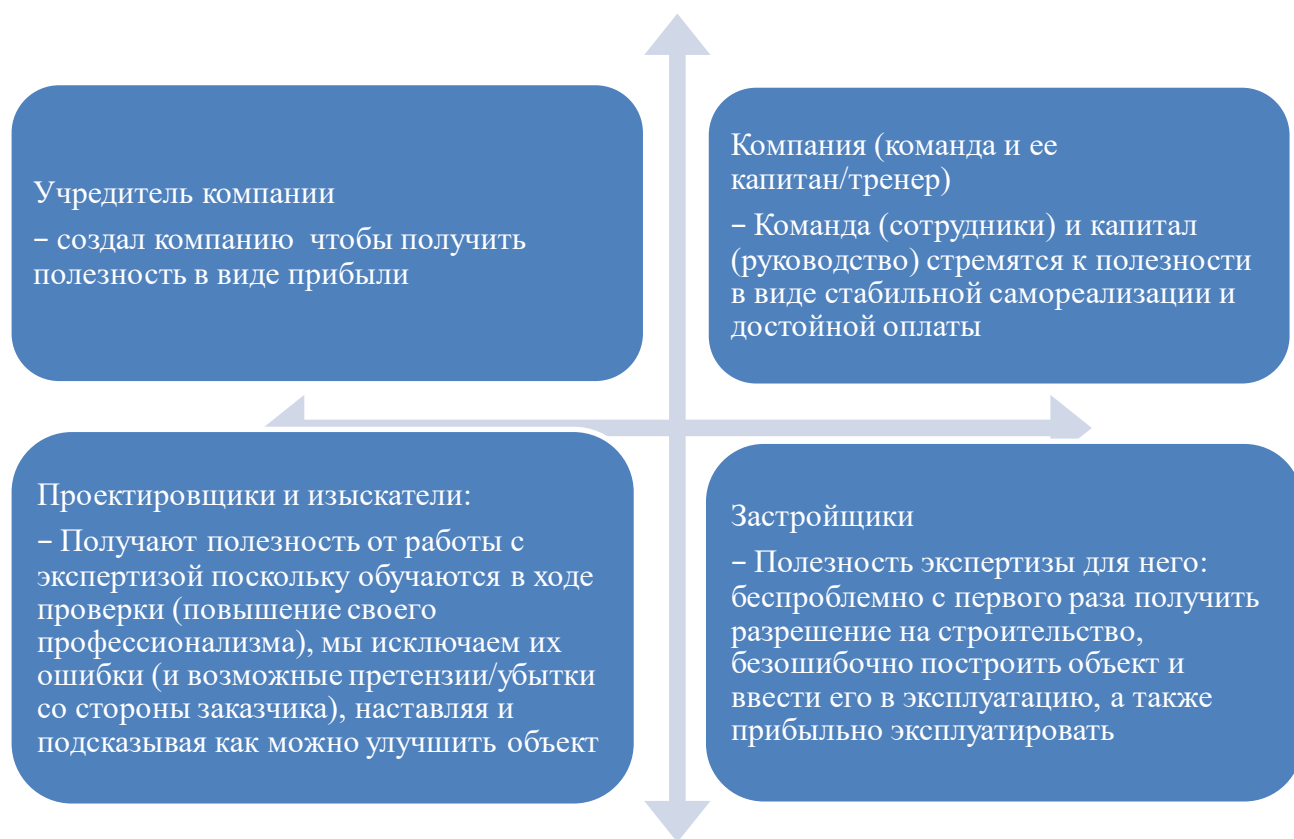 Учредитель компании
– создал компанию чтобы получить
полезность в виде прибыли
Компания (команда и ее
капитан/тренер)
– Команда (сотрудники) и капитал
(руководство) стремятся к полезности
в виде стабильной самореализации и
достойной оплаты
Проектировщики и изыскатели:
– Получают полезность от работы с
экспертизой поскольку обучаются в ходе
проверки (повышение своего
профессионализма), мы исключаем их
ошибки (и возможные претензии/убытки
со стороны заказчика), наставляя и
подсказывая как можно улучшить объект
Застройщики
– Полезность экспертизы для него:
беспроблемно с первого раза получить
разрешение на строительство,
безошибочно построить объект и
ввести его в эксплуатацию, а также
прибыльно эксплуатировать